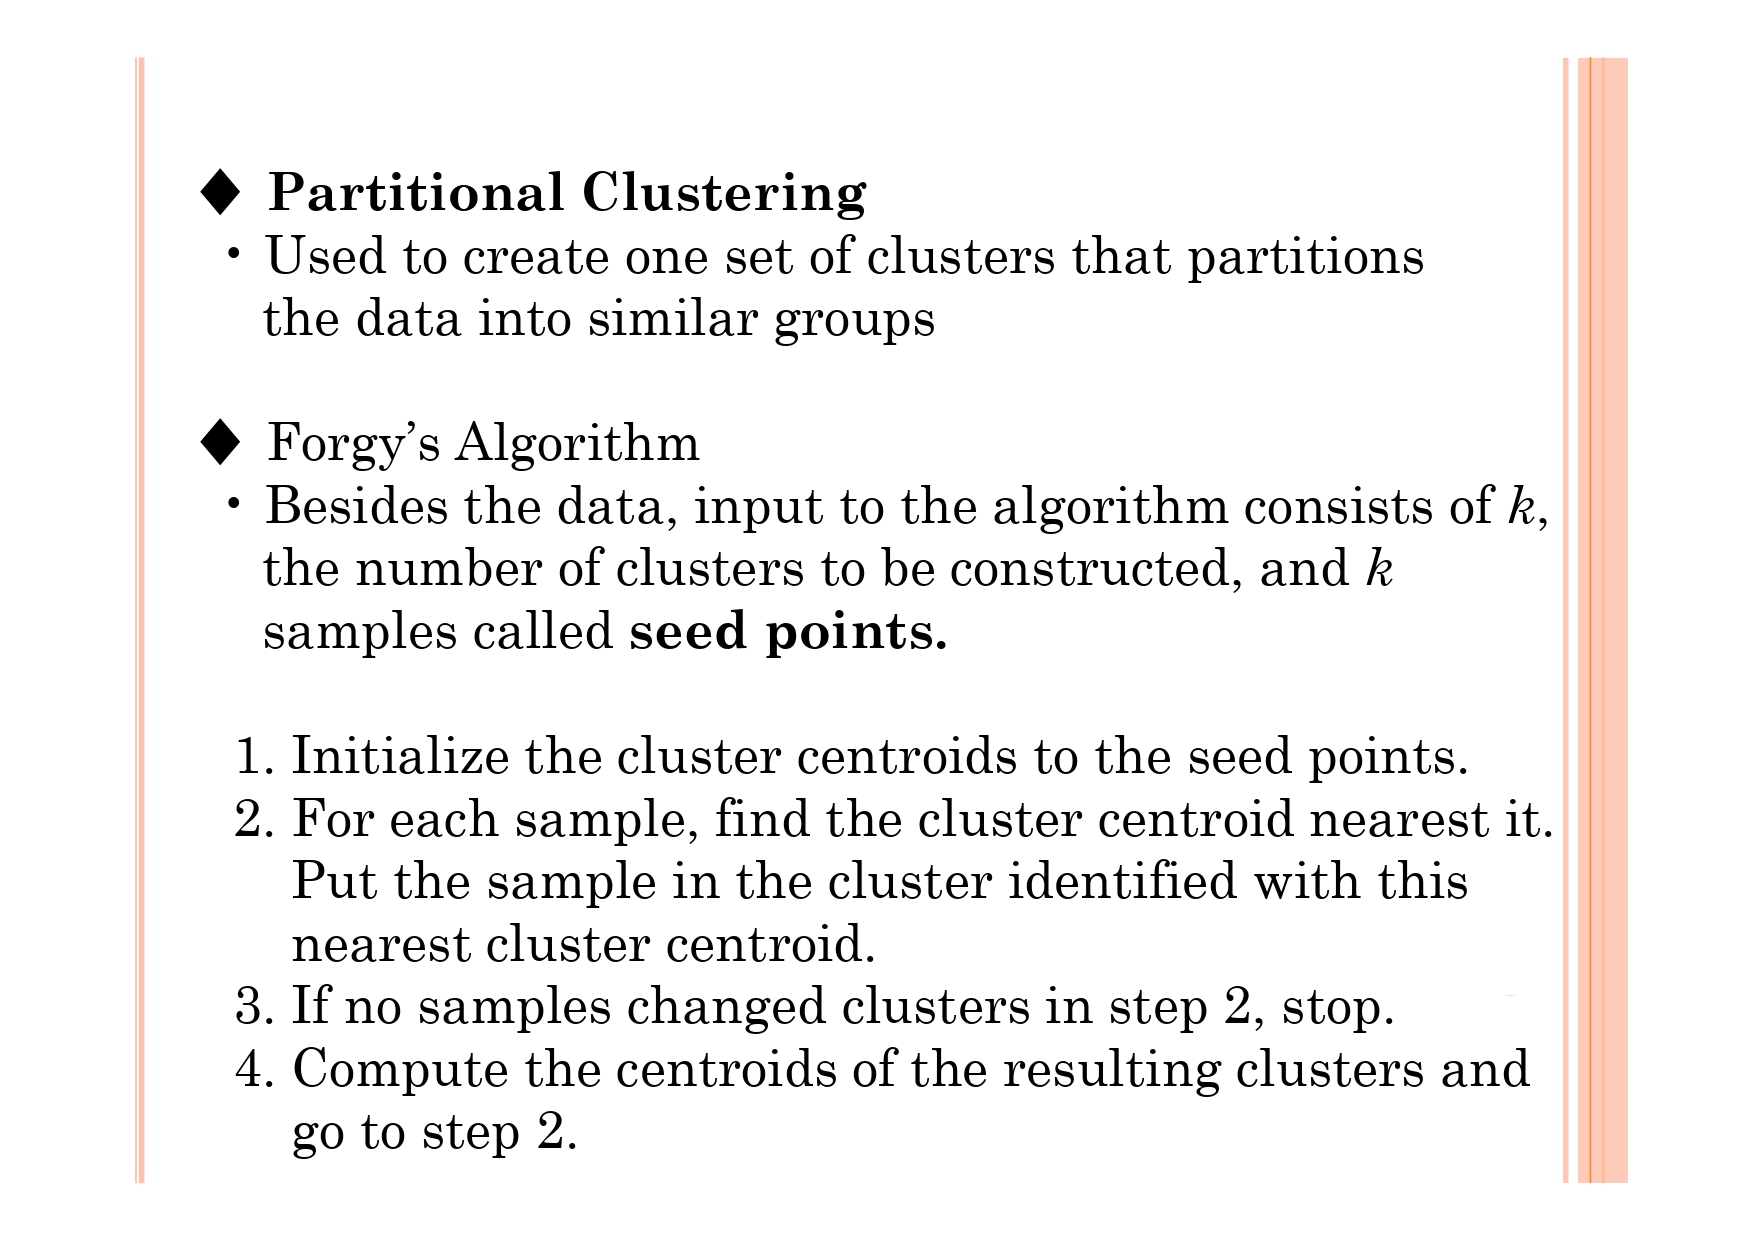 ♦ Partitional Clustering
• Used to create one set of clusters that partitions
the data into similar groups
♦ Forgy’s Algorithm
• Besides the data, input to the algorithm consists of k,
the number of clusters to be constructed, and k
samples called seed points.
1. Initialize the cluster centroids to the seed points.
2. For each sample, find the cluster centroid nearest it.
Put the sample in the cluster identified with this
nearest cluster centroid.
3. If no samples changed clusters in step 2, stop.
4. Compute the centroids of the resulting clusters and
go to step 2.